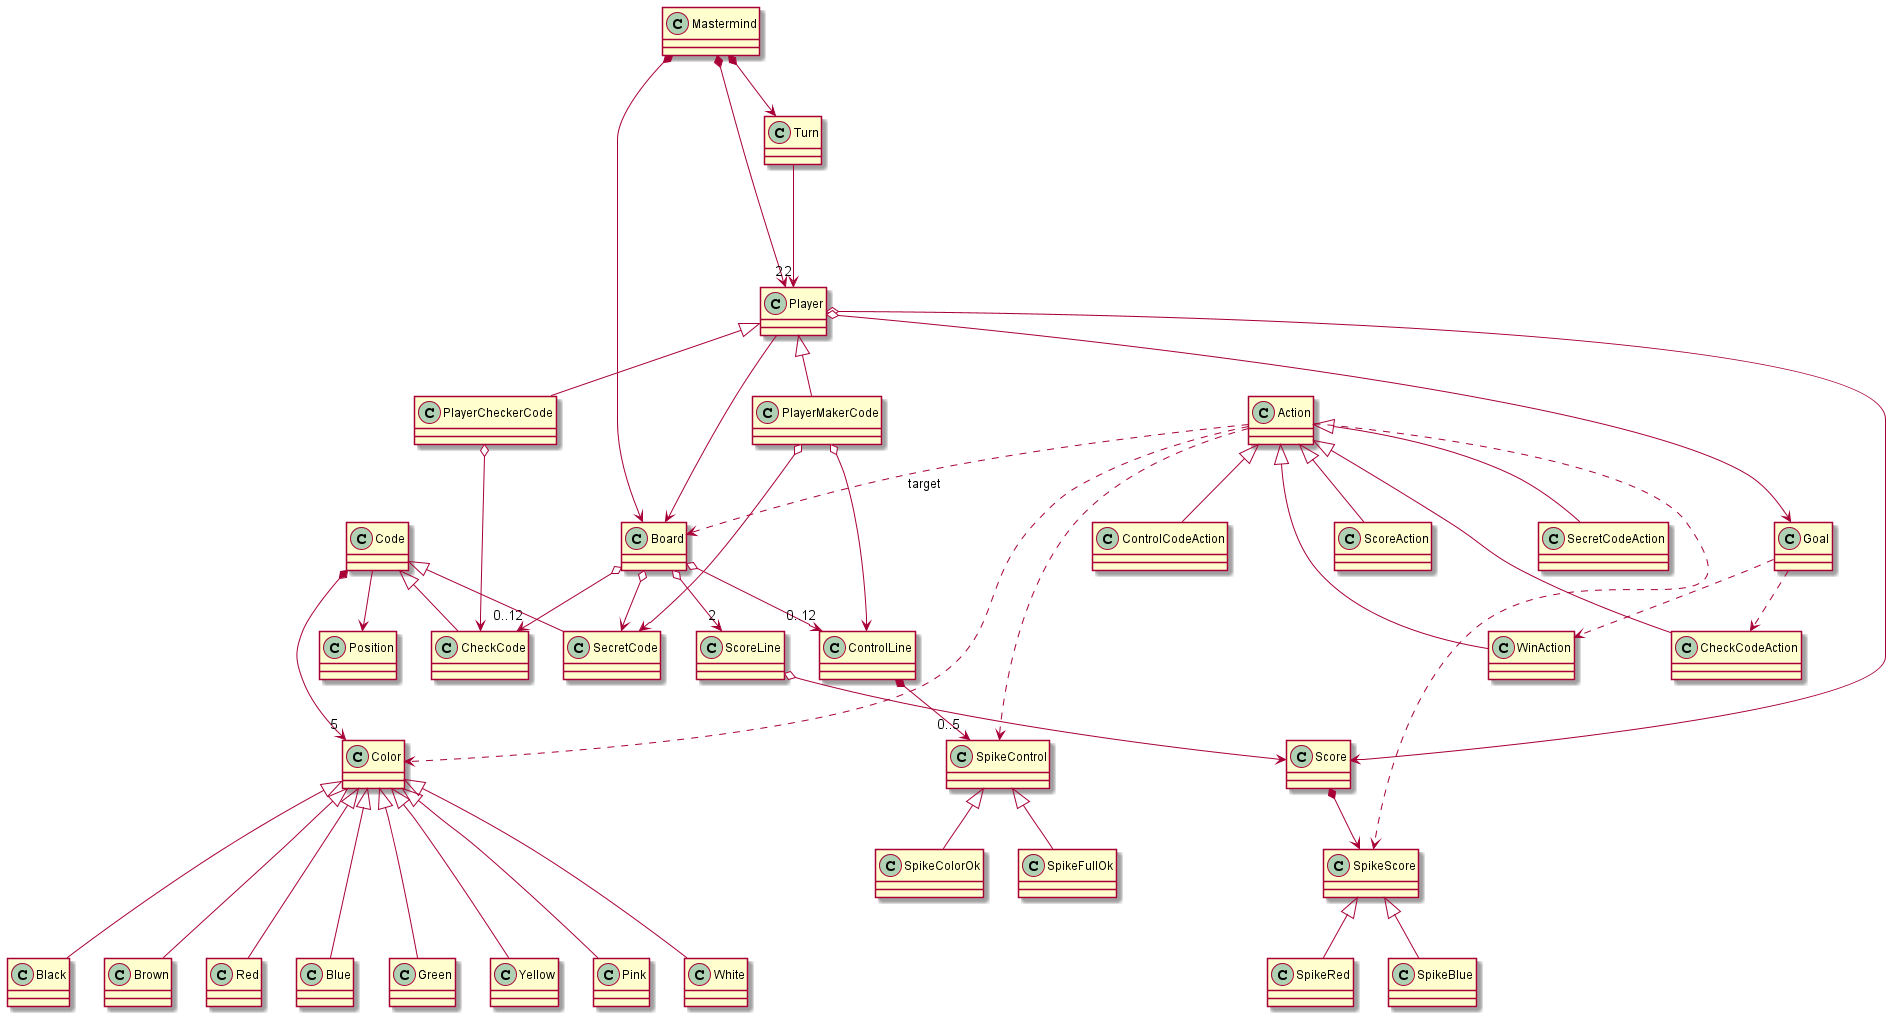 C Mastermind
C Turn
22
C Player
C PlayerCheckerCode
C PlayerMakerCode
C Action
target
C Code
C Board
C ControlCodeAction
C ScoreAction
C SecretCodeAction
C Goal
0..12
2
0..12
C Position
C CheckCode
C SecretCode
C ScoreLine
C ControlLine
C WinAction
C CheckCodeAction
5
0..5
C Color
C SpikeControl
C Score
C SpikeColorOk
C SpikeFullOk
C SpikeScore
C Black
C Brown
C Red
C Blue
C Green
C Yellow
C Pink
C White
C SpikeRed
C SpikeBlue